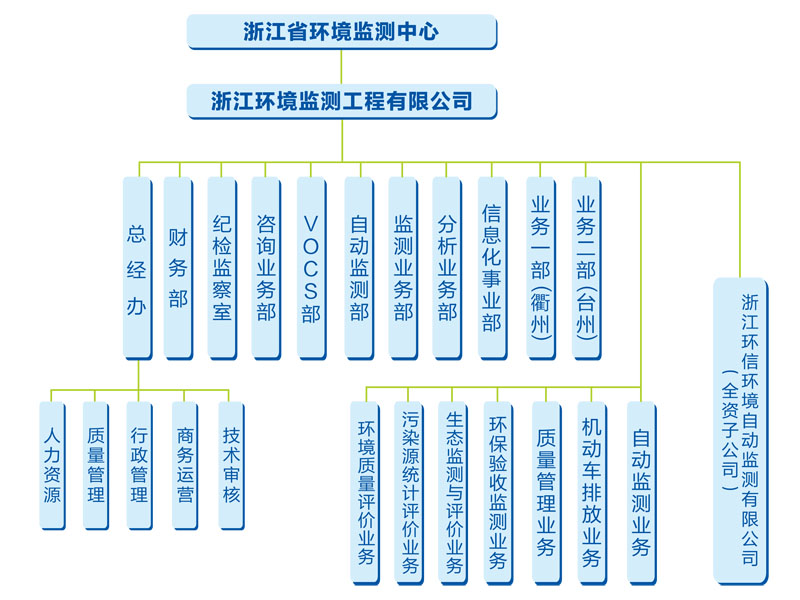 浙江省环境监测中心
浙江环境监测工程有限公司
总经办
财务部
纪检监察室
咨询业务部
VOCS部
自动监测部
监测业务部
分析业务部
信息化事业部
业务一部(衢州)
业务二部(台州)
浙江环信环境自动监测有限公司
(全资子公司)
人力资源
质量管理
行政管理
商务运营
技术审核
环境质量评价业务
污染源统计评价业务
生态监测与评价业务
环保验收监测业务
质量管理业务
机动车排放业务
自动监测业务